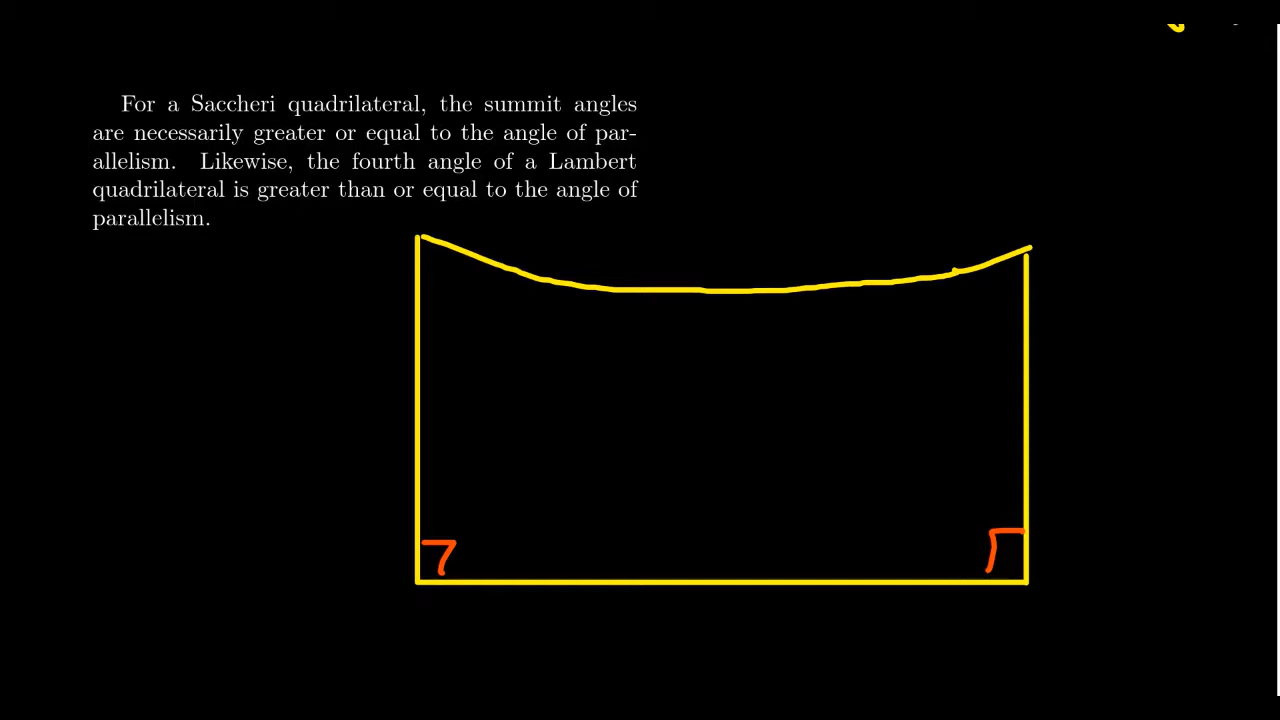 For a Saccheri quadrilateral, the summit angles
are necessarily greater or equal to the angle of par-
allelism. Likewise, the fourth angle of a Lambert
quadrilateral is greater than or equal to the angle of
parallelism.